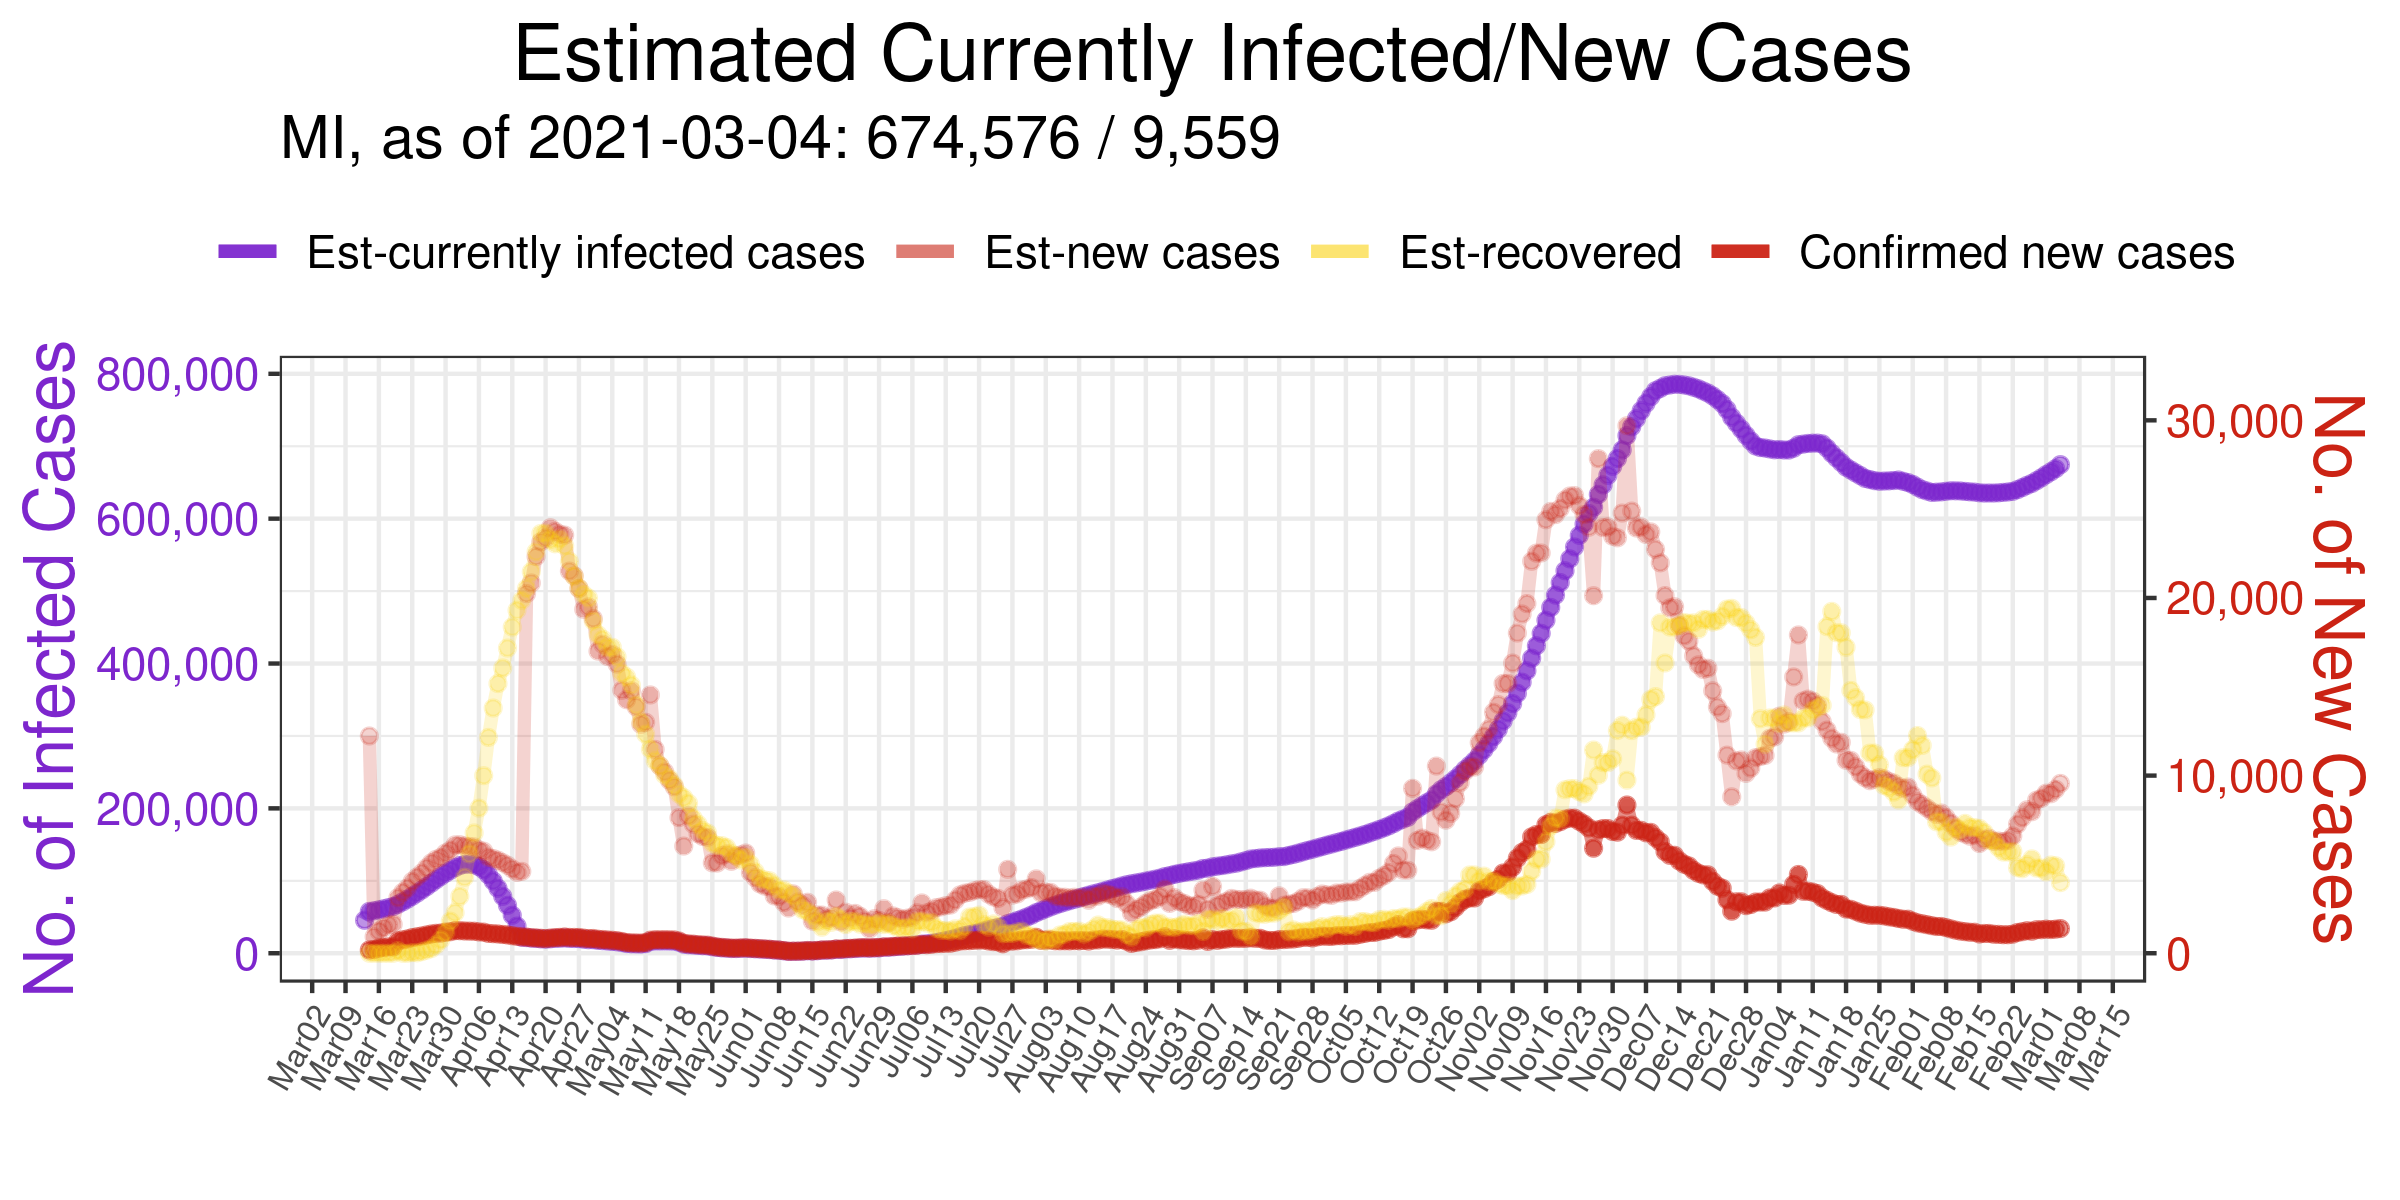 Estimated Currently Infected/New Cases
MI, as of 2021-03-04: 674,576 / 9,559
Est-currently infected cases Est-new cases Est-recovered Confirmed new cases
No. of Infected Cases
800,000
600,000
400,000
200,000
0
30,000
20,000
10,000
0
No. of New Cases
Mar02 Mar09 Mar16 Mar23 Mar30 Apr06 Apr13 Apr20 Apr27 May04 May11 May18 May25 Jun01 Jun08 Jun15 Jun22 Jun29 Jul06 Jul13 Jul20 Jul27 Aug03 Aug10 Aug17 Aug24 Aug31 Sep07 Sep14 Sep21 Sep28 Oct05 Oct12 Oct19 Oct26 Nov02 Nov09 Nov16 Nov23 Nov30 Dec07 Dec14 Dec21 Dec28 Jan04 Jan11 Jan18 Jan25 Feb01 Feb08 Feb15 Feb22 Mar01 Mar08 Mar15